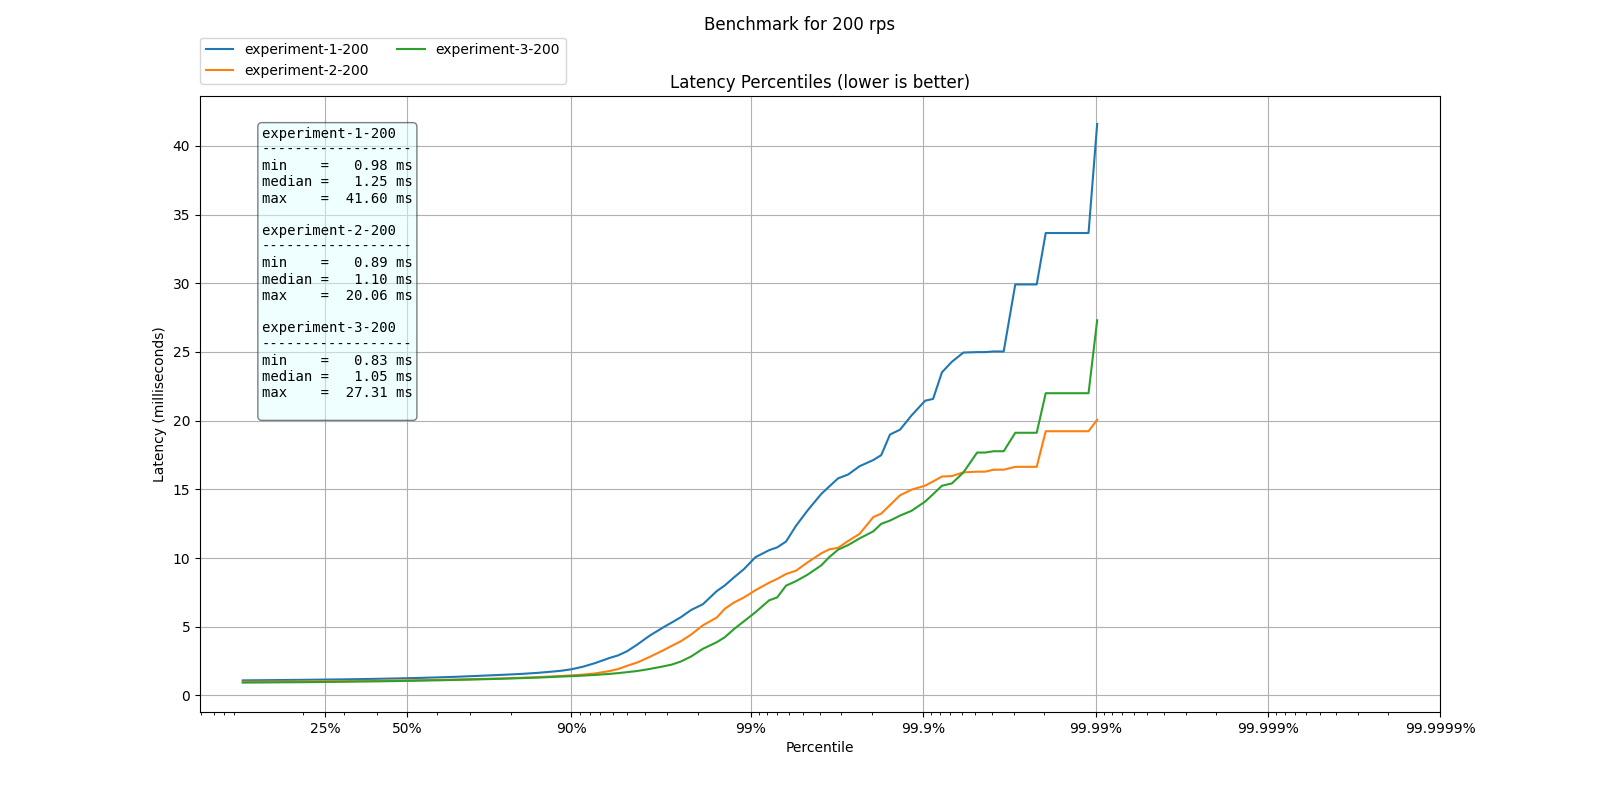 Benchmark for 200 rps
experiment-1-200
experiment-2-200
experiment-3-200
Latency Percentiles (lower is better)
experiment-1-200
------------------
min    =   0.98 ms
median =   1.25 ms
max    =  41.60 ms
experiment-2-200
------------------
min    =   0.89 ms
median =   1.10 ms
max    =  20.06 ms
experiment-3-200
------------------
min    =   0.83 ms
median =   1.05 ms
max    =  27.31 ms
Latency (milliseconds)
40
35
30
25
20
15
10
5
0
25% 50% 90% 99% 99.9% 99.99% 99.999% 99.9999%
Percentile